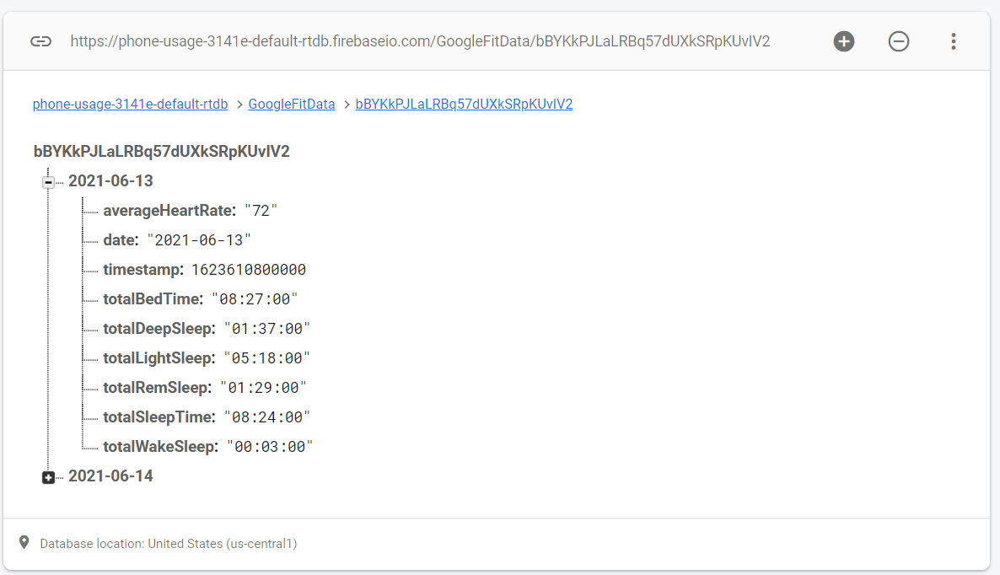 https://phone-usage-3141e-default-rtdb.firebaseio.com/GoogleFitData/bBYKkPJLaLRBq57dUXkSRpKUvIV2
phone-usage-3141e-default-rtdb > GoogleFitData > bBYKkPJLaLRBq57dUXkSRpKUvIV2
bBYKkPJLaLRBq57dUXkSRpKUvIV2
2021-06-13
averageHeartRate: "72"
date: "2021-06-13"
timestamp: 1623610800000
totalBedTime: "08:27:00"
totalDeepSleep: "01:37:00"
totalLightSleep: "05:18:00"
totalRemSleep: "01:29:00"
totalSleepTime: "08:24:00"
totalWakeSleep: "00:03:00"
2021-06-14
Database location: United States (us-central1)